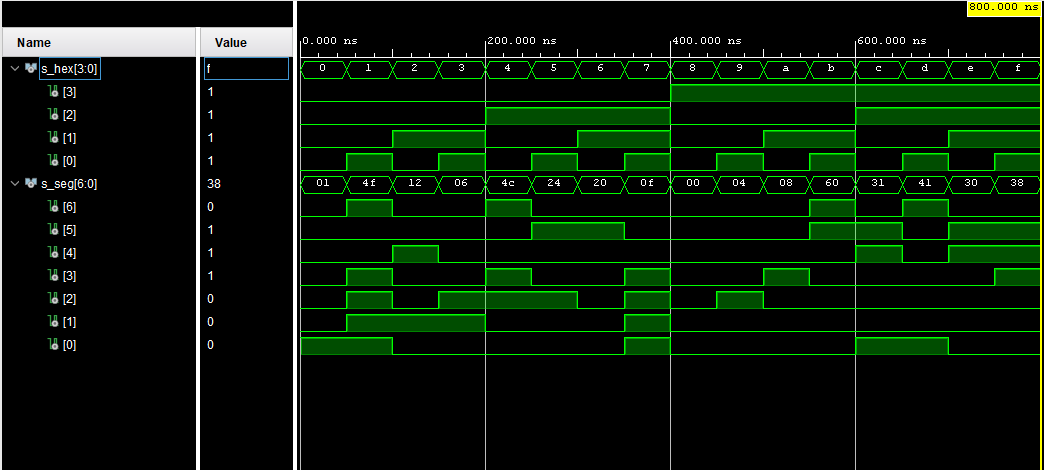 800.000 ns
Name Value
0.000 ns 200.000 ns 400.000 ns 600.000 ns
s_hex[3:0] f 0 1 2 3 4 5 6 7 8 9 a b c d e f
[3] 1
[2] 1
[1] 1
[0] 1
s_seg[6:0] 38 01 4f 12 06 4c 24 20 0f 00 04 08 60 31 41 30 38
[6] 0
[5] 1
[4] 1
[3] 1
[2] 0
[1] 0
[0] 0